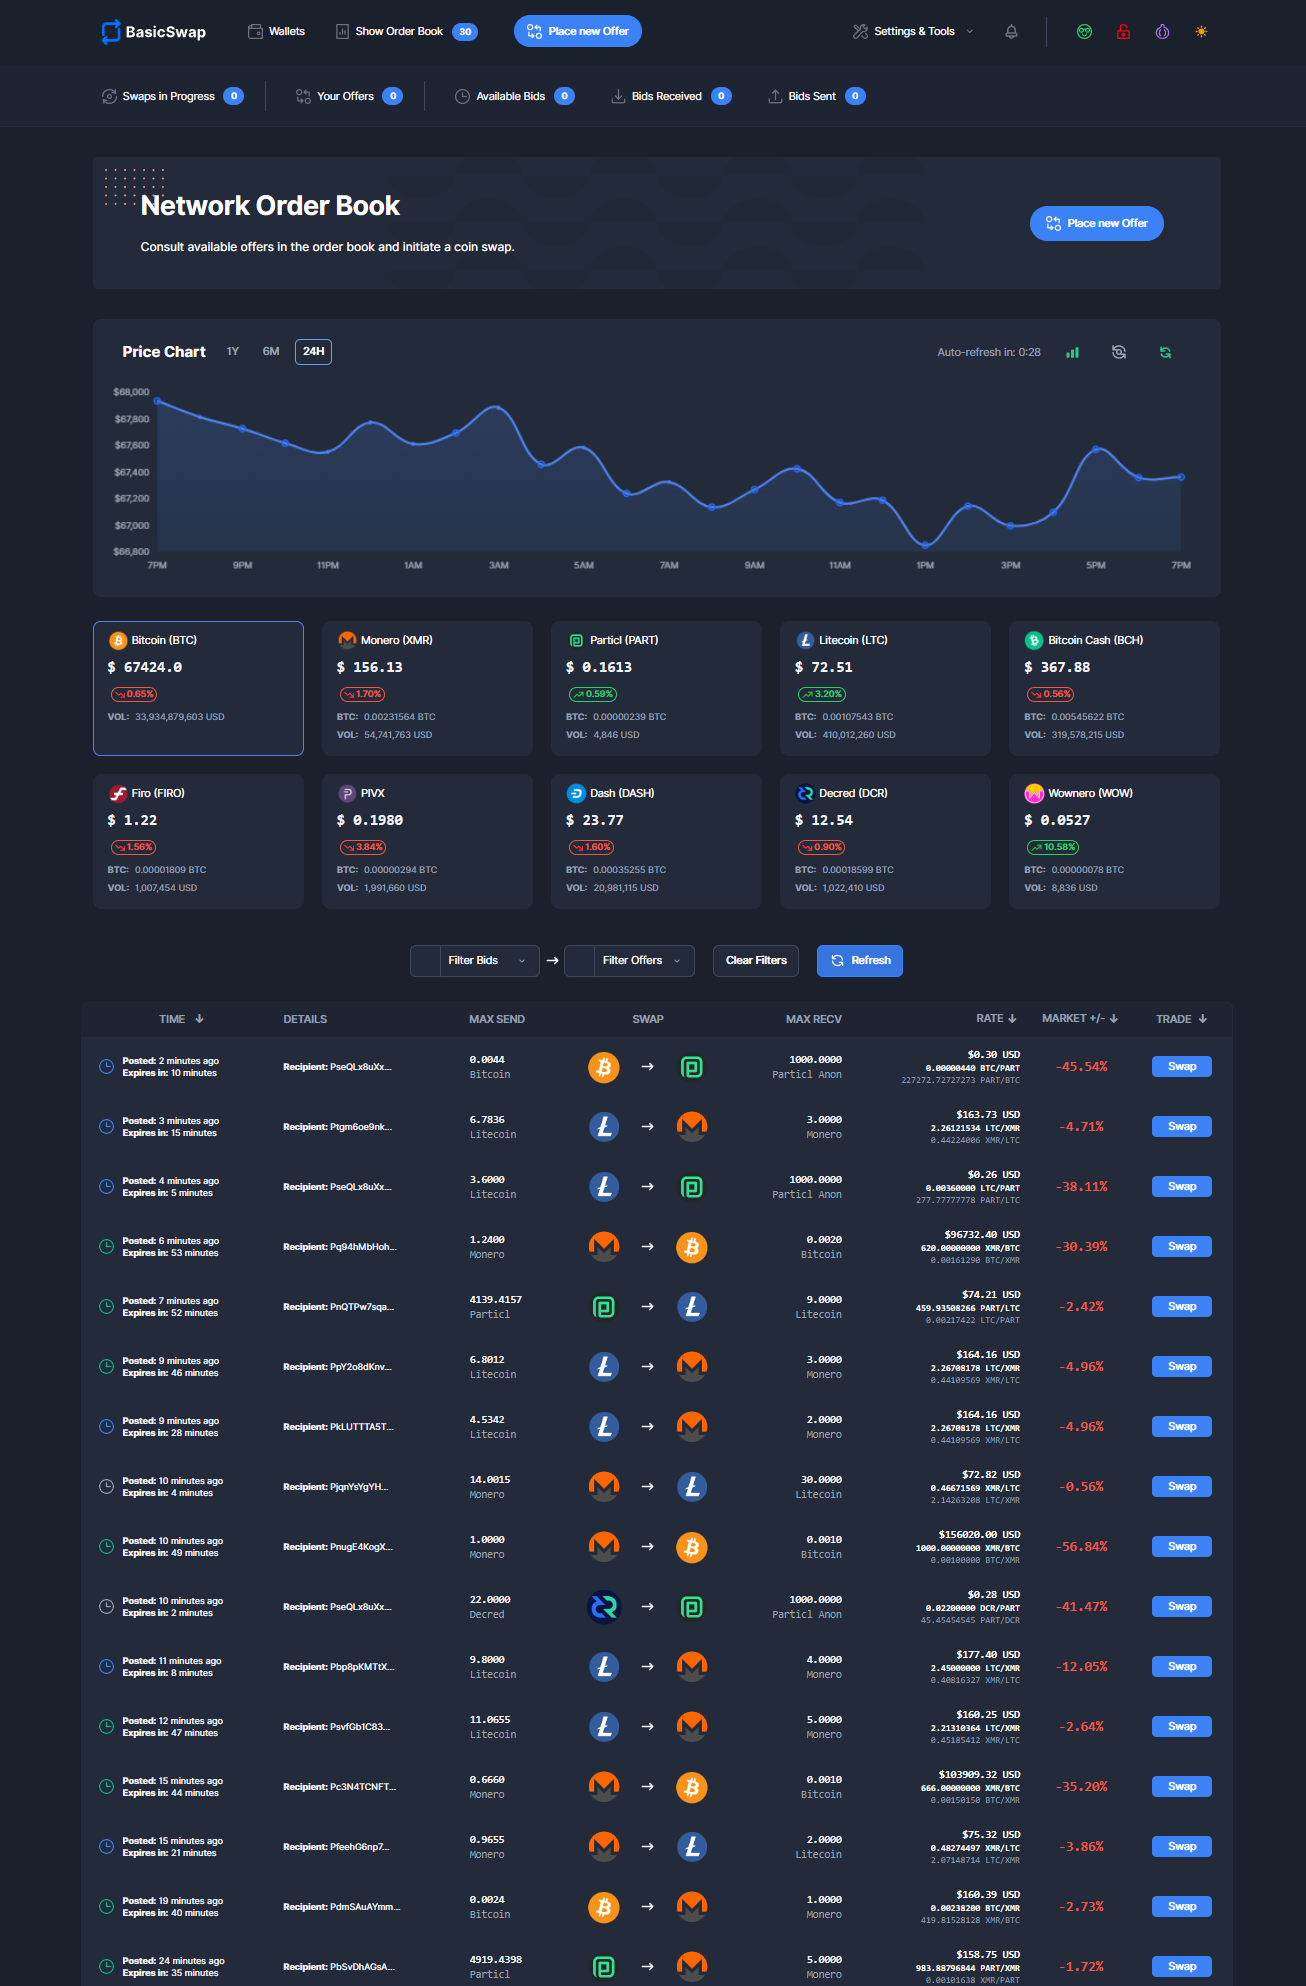 BasicSwap
Wallets
Show Order Book 30
Place new Offer
Settings & Tools
Swaps in Progress 0
Your Offers 0
Available Bids 0
Bids Received 0
Bids Sent 0
Network Order Book
Consult available offers in the order book and initiate a coin swap.
Place new Offer
Price Chart 1Y 6M 24H
Auto-refresh in: 0:28
$68,000
$67,800
$67,600
$67,400
$67,200
$67,000
$66,800
7PM 9PM 11PM 1AM 3AM 5AM 7AM 9AM 11AM 1PM 3PM 5PM 7PM
Bitcoin (BTC)
$ 67424.0
0.65%
VOL: 33,934,879,603 USD
Monero (XMR)
$ 156.13
1.70%
BTC: 0.00231564 BTC
VOL: 54,741,763 USD
Particl (PART)
$ 0.1613
0.59%
BTC: 0.00000239 BTC
VOL: 4,846 USD
Litecoin (LTC)
$ 72.51
3.20%
BTC: 0.00107543 BTC
VOL: 410,012,260 USD
Bitcoin Cash (BCH)
$ 367.88
0.56%
BTC: 0.00545622 BTC
VOL: 319,578,215 USD
Firo (FIRO)
$ 1.22
1.56%
BTC: 0.00001809 BTC
VOL: 1,007,454 USD
PIVX
$ 0.1980
3.84%
BTC: 0.00000294 BTC
VOL: 1,991,660 USD
Dash (DASH)
$ 23.77
1.60%
BTC: 0.00035255 BTC
VOL: 20,981,115 USD
Decred (DCR)
$ 12.54
0.90%
BTC: 0.00018599 BTC
VOL: 1,022,410 USD
Wownero (WOW)
$ 0.0527
10.58%
BTC: 0.00000078 BTC
VOL: 8,836 USD
Filter Bids → Filter Offers Clear Filters Refresh
TIME ↓ DETAILS MAX SEND SWAP MAX RECV RATE ↓ MARKET +/- ↓ TRADE ↓
Posted: 2 minutes ago
Expires in: 10 minutes
Recipient: PseQLx8uXx...
0.0044
Bitcoin
→
1000.0000
Particl Anon
$0.30 USD
0.00000440 BTC/PART
227272.72727273 PART/BTC
-45.54%
Swap
Posted: 3 minutes ago
Expires in: 15 minutes
Recipient: Ptgm6oe9nk...
6.7836
Litecoin
→
3.0000
Monero
$163.73 USD
2.26121534 LTC/XMR
0.44224006 XMR/LTC
-4.71%
Swap
Posted: 4 minutes ago
Expires in: 5 minutes
Recipient: PseQLx8uXx...
3.6000
Litecoin
→
1000.0000
Particl Anon
$0.26 USD
0.00360000 LTC/PART
277.77777778 PART/LTC
-38.11%
Swap
Posted: 6 minutes ago
Expires in: 53 minutes
Recipient: Pq94hMbHoh...
1.2400
Monero
→
0.0020
Bitcoin
$96732.40 USD
620.00000000 XMR/BTC
0.00161290 BTC/XMR
-30.39%
Swap
Posted: 7 minutes ago
Expires in: 52 minutes
Recipient: PnQTPw7sqa...
4139.4157
Particl
→
9.0000
Litecoin
$74.21 USD
459.93508266 PART/LTC
0.00217422 LTC/PART
-2.42%
Swap
Posted: 9 minutes ago
Expires in: 46 minutes
Recipient: PpY2o8dKnv...
6.8012
Litecoin
→
3.0000
Monero
$164.16 USD
2.26708178 LTC/XMR
0.44109569 XMR/LTC
-4.96%
Swap
Posted: 9 minutes ago
Expires in: 28 minutes
Recipient: PkLUTTTA5T...
4.5342
Litecoin
→
2.0000
Monero
$164.16 USD
2.26708178 LTC/XMR
0.44109569 XMR/LTC
-4.96%
Swap
Posted: 10 minutes ago
Expires in: 4 minutes
Recipient: PjqnYsYgYH...
14.0015
Monero
→
30.0000
Litecoin
$72.82 USD
0.46671569 XMR/LTC
2.14263208 LTC/XMR
-0.56%
Swap
Posted: 10 minutes ago
Expires in: 49 minutes
Recipient: PnugE4KogX...
1.0000
Monero
→
0.0010
Bitcoin
$156020.00 USD
1000.00000000 XMR/BTC
0.00100000 BTC/XMR
-56.84%
Swap
Posted: 10 minutes ago
Expires in: 2 minutes
Recipient: PseQLx8uXx...
22.0000
Decred
→
1000.0000
Particl Anon
$0.28 USD
0.02200000 DCR/PART
45.45454545 PART/DCR
-41.47%
Swap
Posted: 11 minutes ago
Expires in: 8 minutes
Recipient: Pbp8pKMTtX...
9.8000
Litecoin
→
4.0000
Monero
$177.40 USD
2.45000000 LTC/XMR
0.40816327 XMR/LTC
-12.05%
Swap
Posted: 12 minutes ago
Expires in: 47 minutes
Recipient: PsvfGb1C83...
11.0655
Litecoin
→
5.0000
Monero
$160.25 USD
2.21310364 LTC/XMR
0.45185412 XMR/LTC
-2.64%
Swap
Posted: 15 minutes ago
Expires in: 44 minutes
Recipient: Pc3N4TCNFT...
0.6660
Monero
→
0.0010
Bitcoin
$103909.32 USD
666.00000000 XMR/BTC
0.00150150 BTC/XMR
-35.20%
Swap
Posted: 15 minutes ago
Expires in: 21 minutes
Recipient: PfeehG6np7...
0.9655
Monero
→
2.0000
Litecoin
$75.32 USD
0.48274497 XMR/LTC
2.07148714 LTC/XMR
-3.86%
Swap
Posted: 19 minutes ago
Expires in: 40 minutes
Recipient: PdmSAuAYmm...
0.0024
Bitcoin
→
1.0000
Monero
$160.39 USD
0.00238200 BTC/XMR
419.81528128 XMR/BTC
-2.73%
Swap
Posted: 24 minutes ago
Expires in: 35 minutes
Recipient: PbSvDhAGsA...
4919.4398
Particl
→
5.0000
Monero
$158.75 USD
983.88796844 PART/XMR
0.00101638 XMR/PART
-1.72%
Swap